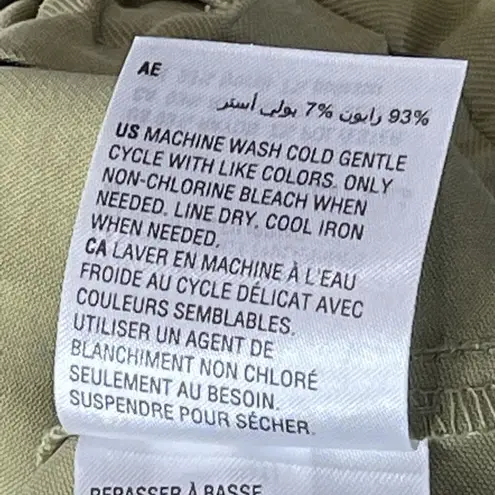 AE
93% رايون 7% بولي أستر
US MACHINE WASH COLD GENTLE
CYCLE WITH LIKE COLORS. ONLY
NON-CHLORINE BLEACH WHEN
NEEDED. LINE DRY. COOL IRON
WHEN NEEDED.
CA LAVER EN MACHINE À L'EAU
FROIDE AU CYCLE DÉLICAT AVEC
COULEURS SEMBLABLES.
UTILISER UN AGENT DE
BLANCHIMENT NON CHLORÉ
SEULEMENT AU BESOIN.
SUSPENDRE POUR SÉCHER.
REPASSER À BASSE